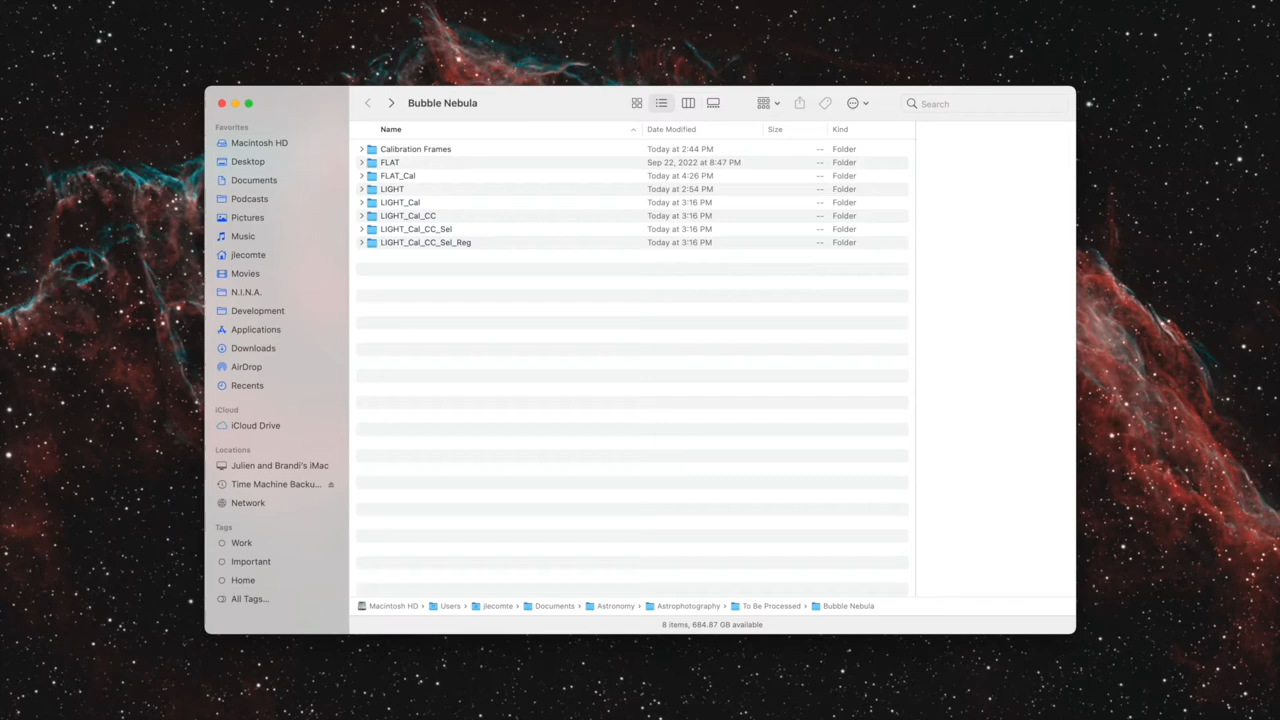 Bubble Nebula
Search
Favorites
Macintosh HD
Desktop
Documents
Podcasts
Pictures
Music
jlecomte
Movies
N.I.N.A.
Development
Applications
Downloads
AirDrop
Recents
iCloud
iCloud Drive
Locations
Julien and Brandi's iMac
Time Machine Backu...
Network
Tags
Work
Important
Home
All Tags...
Name Date Modified Size Kind
Calibration Frames Today at 2:44 PM -- Folder
FLAT Sep 22, 2022 at 8:47 PM -- Folder
FLAT_Cal Today at 4:26 PM -- Folder
LIGHT Today at 2:54 PM -- Folder
LIGHT_Cal Today at 3:16 PM -- Folder
LIGHT_Cal_CC Today at 3:16 PM -- Folder
LIGHT_Cal_CC_Sel Today at 3:16 PM -- Folder
LIGHT_Cal_CC_Sel_Reg Today at 3:16 PM -- Folder
Macintosh HD › Users › jlecomte › Documents › Astronomy › Astrophotography › To Be Processed › Bubble Nebula
8 items, 684.87 GB available